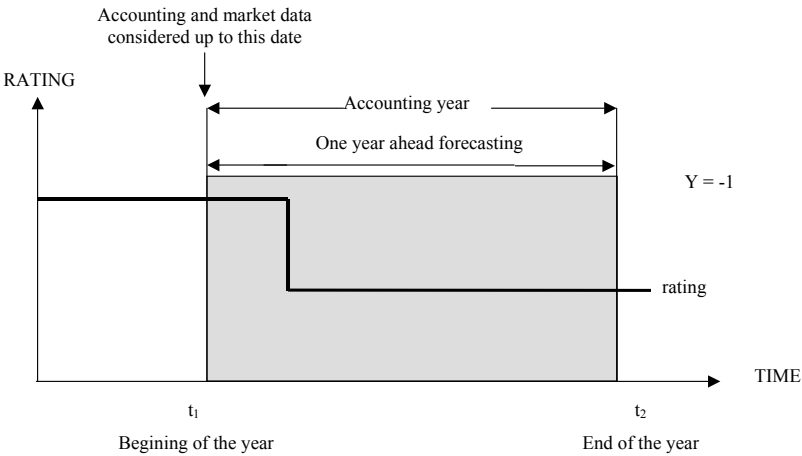 Accounting and market data
considered up to this date
RATING
Accounting year
One year ahead forecasting
Y = -1
rating
TIME
t₁
t₂
Begining of the year
End of the year